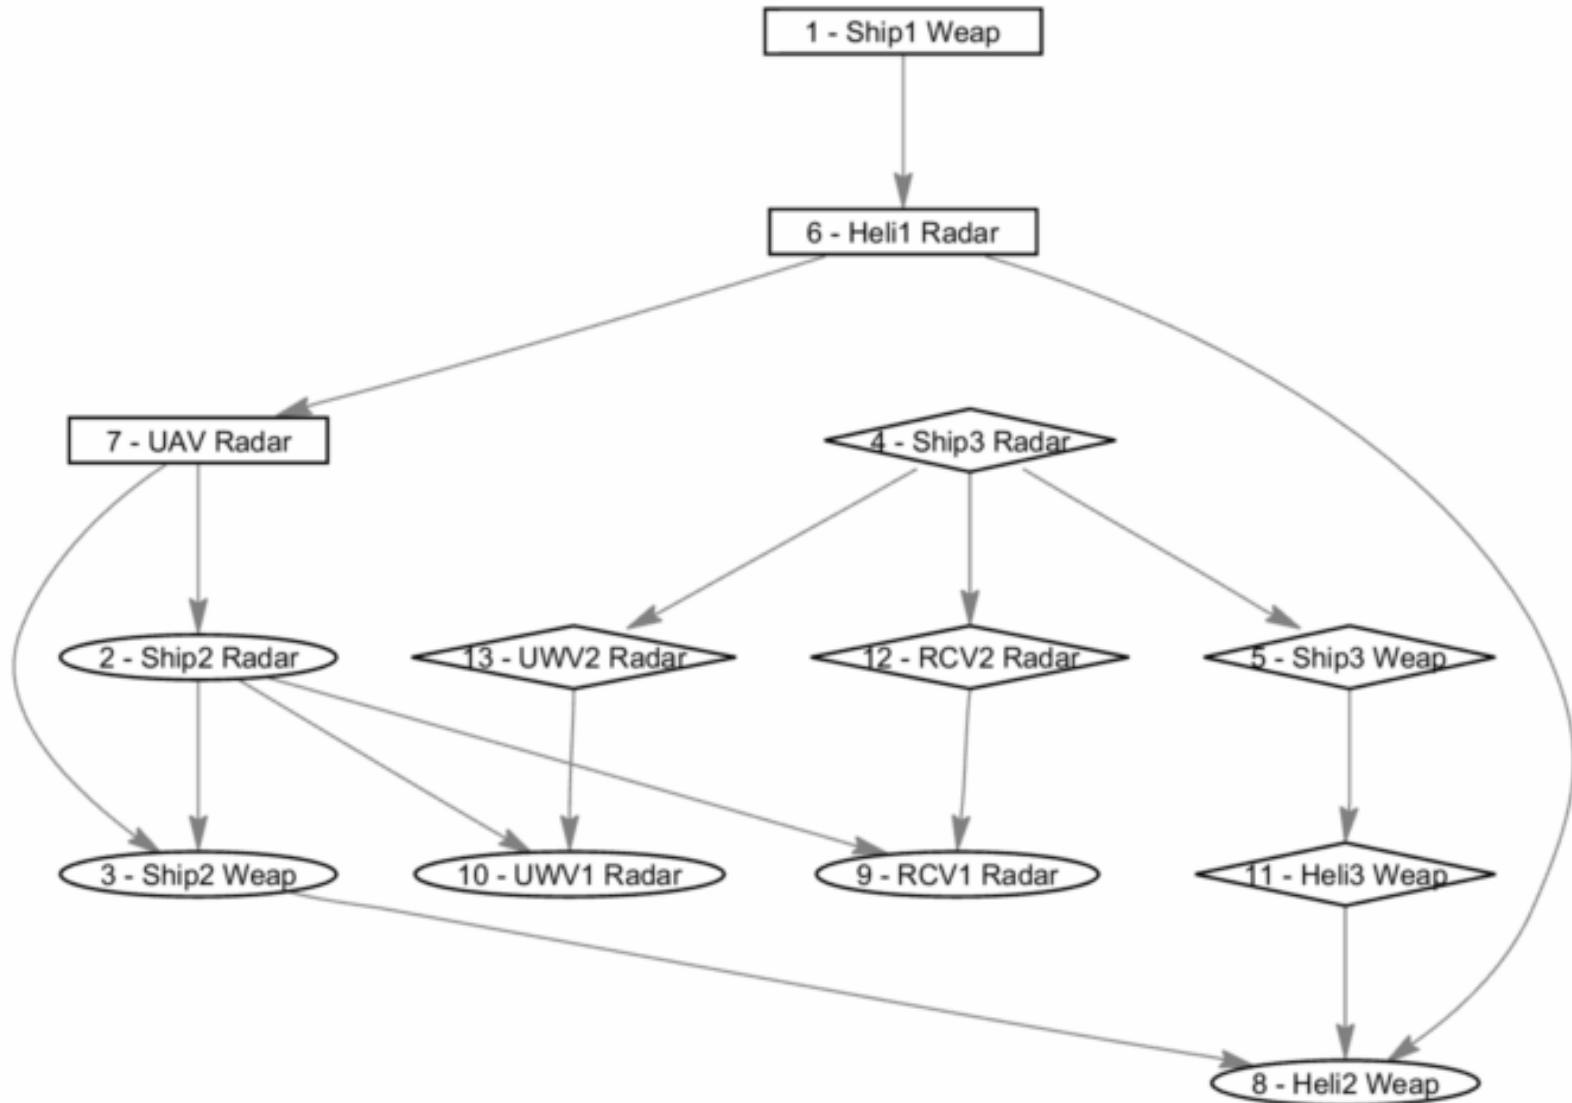 1 - Ship1 Weap
6 - Heli1 Radar
7 - UAV Radar
4 - Ship3 Radar
2 - Ship2 Radar
13 - UWV2 Radar
12 - RCV2 Radar
5 - Ship3 Weap
3 - Ship2 Weap
10 - UWV1 Radar
9 - RCV1 Radar
11 - Heli3 Weap
8 - Heli2 Weap